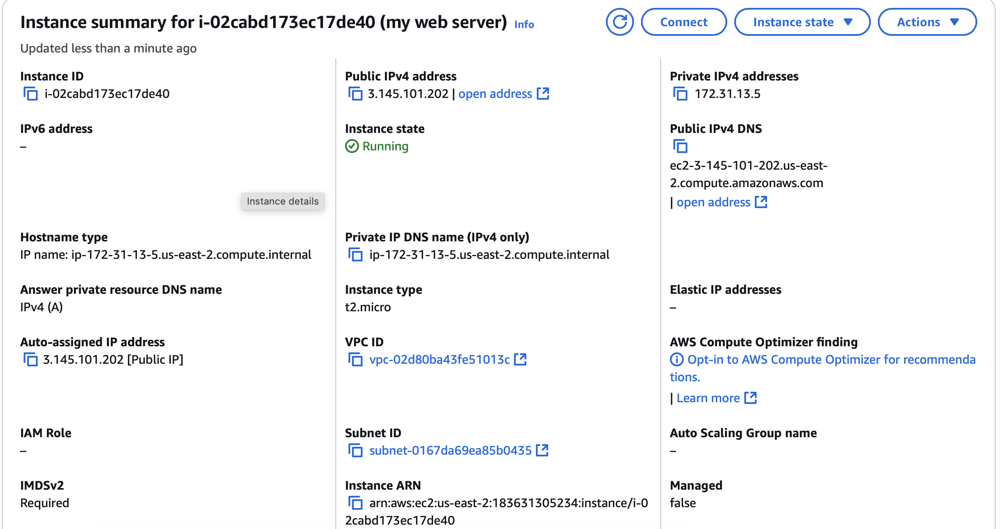 Instance summary for i-02cabd173ec17de40 (my web server) Info
Connect
Instance state
Actions
Updated less than a minute ago
Instance ID
i-02cabd173ec17de40
Public IPv4 address
3.145.101.202 | open address
Private IPv4 addresses
172.31.13.5
IPv6 address
–
Instance state
Running
Public IPv4 DNS
ec2-3-145-101-202.us-east-
2.compute.amazonaws.com
| open address
Instance details
Hostname type
IP name: ip-172-31-13-5.us-east-2.compute.internal
Private IP DNS name (IPv4 only)
ip-172-31-13-5.us-east-2.compute.internal
Answer private resource DNS name
IPv4 (A)
Instance type
t2.micro
Elastic IP addresses
–
Auto-assigned IP address
3.145.101.202 [Public IP]
VPC ID
vpc-02d80ba43fe51013c
AWS Compute Optimizer finding
Opt-in to AWS Compute Optimizer for recommenda
tions.
| Learn more
IAM Role
–
Subnet ID
subnet-0167da69ea85b0435
Auto Scaling Group name
–
IMDSv2
Required
Instance ARN
arn:aws:ec2:us-east-2:183631305234:instance/i-0
2cabd173ec17de40
Managed
false